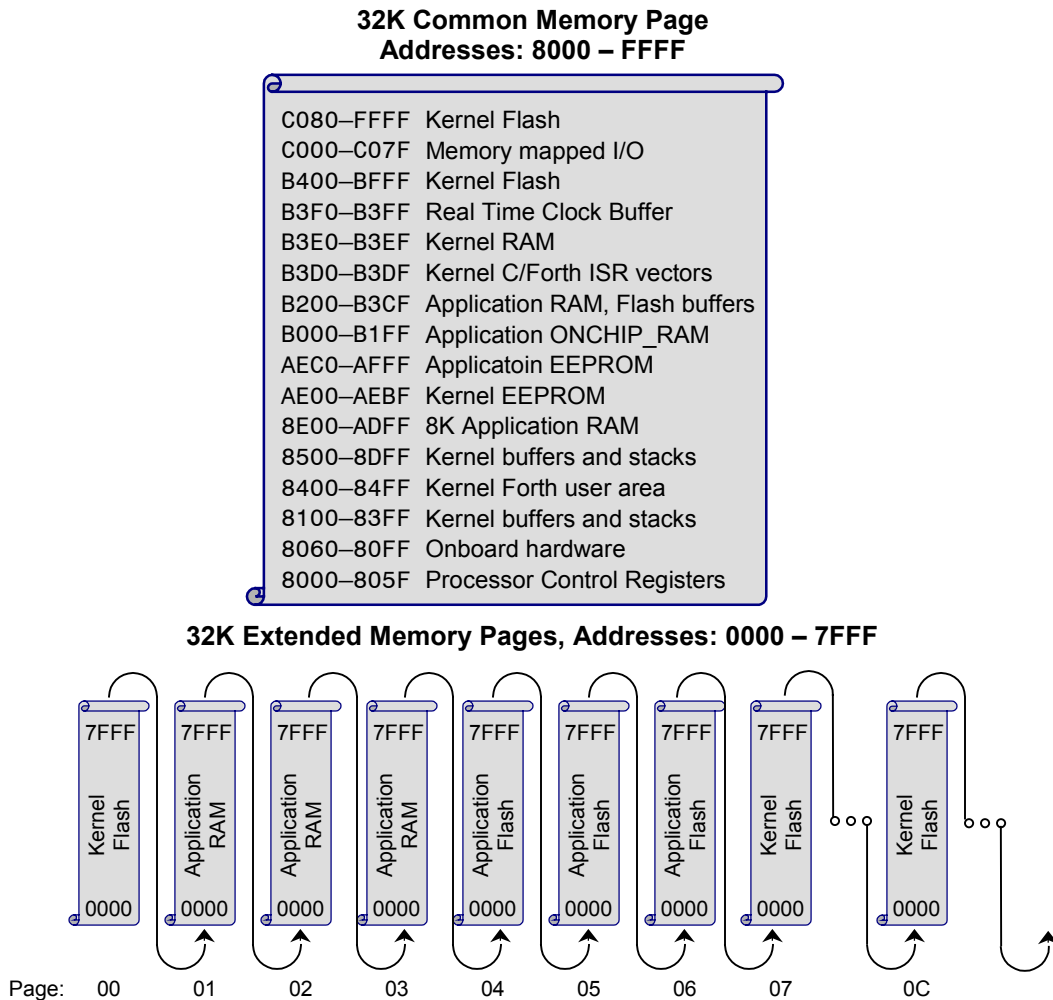 32K Common Memory Page
Addresses: 8000 – FFFF
C080–FFFF Kernel Flash
C000–C07F Memory mapped I/O
B400–BFFF Kernel Flash
B3F0–B3FF Real Time Clock Buffer
B3E0–B3EF Kernel RAM
B3D0–B3DF Kernel C/Forth ISR vectors
B200–B3CF Application RAM, Flash buffers
B000–B1FF Application ONCHIP_RAM
AEC0–AFFF Applicatoin EEPROM
AE00–AEBF Kernel EEPROM
8E00–ADFF 8K Application RAM
8500–8DFF Kernel buffers and stacks
8400–84FF Kernel Forth user area
8100–83FF Kernel buffers and stacks
8060–80FF Onboard hardware
8000–805F Processor Control Registers
32K Extended Memory Pages, Addresses: 0000 – 7FFF
7FFF 7FFF 7FFF 7FFF 7FFF 7FFF 7FFF 7FFF 7FFF
Kernel
Flash
Application
RAM
Application
RAM
Application
RAM
Application
Flash
Application
Flash
Application
Flash
Kernel
Flash
Kernel
Flash
0000 0000 0000 0000 0000 0000 0000 0000 0000
Page: 00 01 02 03 04 05 06 07 0C